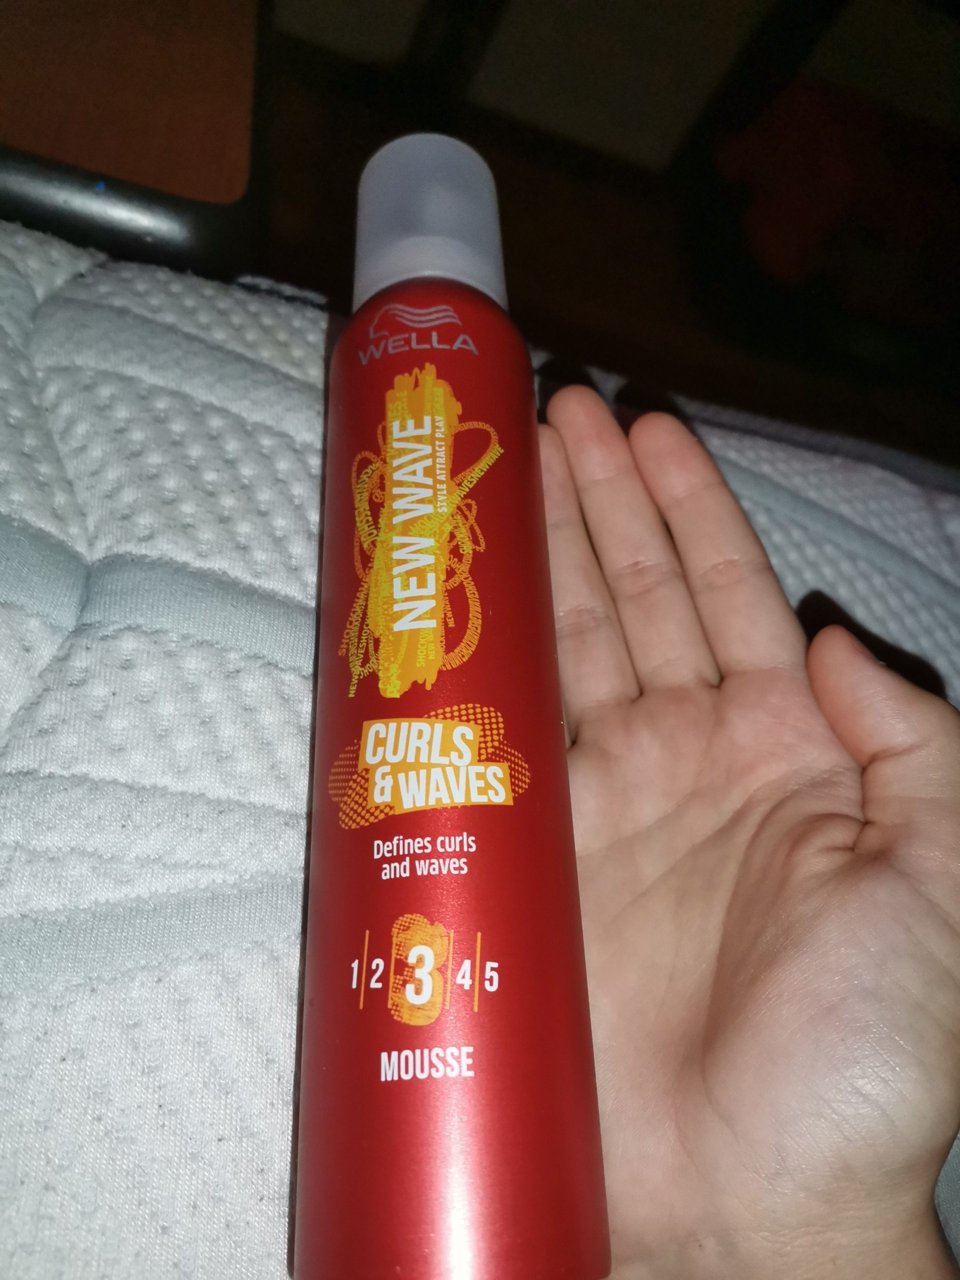 WELLA
NEW WAVE
STYLE ATTRACT PLAY
CURLS
& WAVES
Defines curls
and waves
1 2 3 4 5
MOUSSE